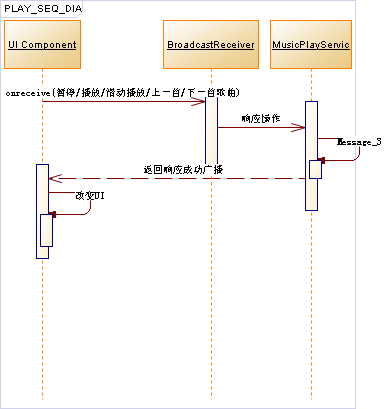 PLAY_SEQ_DIA
UI Component
BroadcastReceiver
MusicPlayServic
onreceive(暂停/播放/滑动播放/上一首/下一首歌曲)
响应操作
Message_3
返回响应成功广播
改变UI